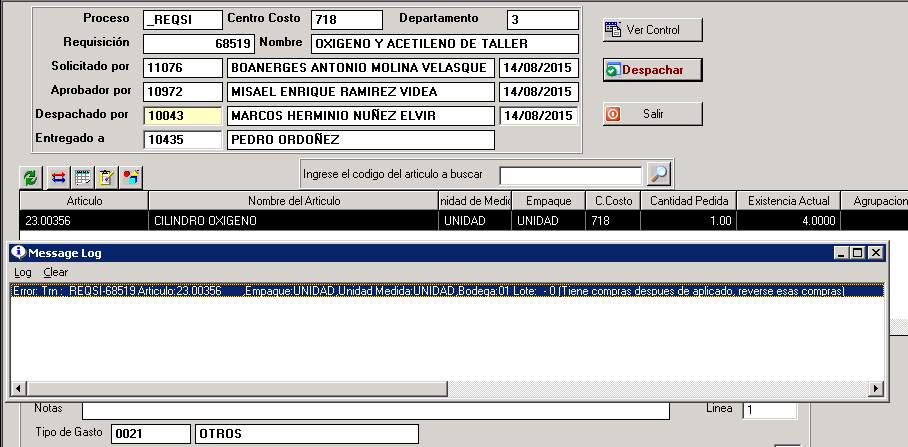 Proceso _REQSI Centro Costo 718 Departamento 3
Requisición 68519 Nombre OXIGENO Y ACETILENO DE TALLER
Solicitado por 11076 BOANERGES ANTONIO MOLINA VELASQUE 14/08/2015
Aprobador por 10972 MISAEL ENRIQUE RAMIREZ VIDEA 14/08/2015
Despachado por 10043 MARCOS HERMINIO NUÑEZ ELVIR 14/08/2015
Entregado a 10435 PEDRO ORDOÑEZ
Ver Control
Despachar
Salir
Ingrese el codigo del articulo a buscar
Articulo Nombre del Articulo nidad de Medic Empaque C.Costo Cantidad Pedida Existencia Actual Agrupacion
23.00356 CILINDRO OXIGENO UNIDAD UNIDAD 718 1.00 4.0000
Message Log
Log Clear
Error: Trn : _REQSI-68519 Articulo:23.00356 ,Empaque:UNIDAD,Unidad Medida:UNIDAD,Bodega:01 Lote: - 0 (Tiene compras despues de aplicado, reverse esas compras)
Notas Linea 1
Tipo de Gasto 0021 OTROS